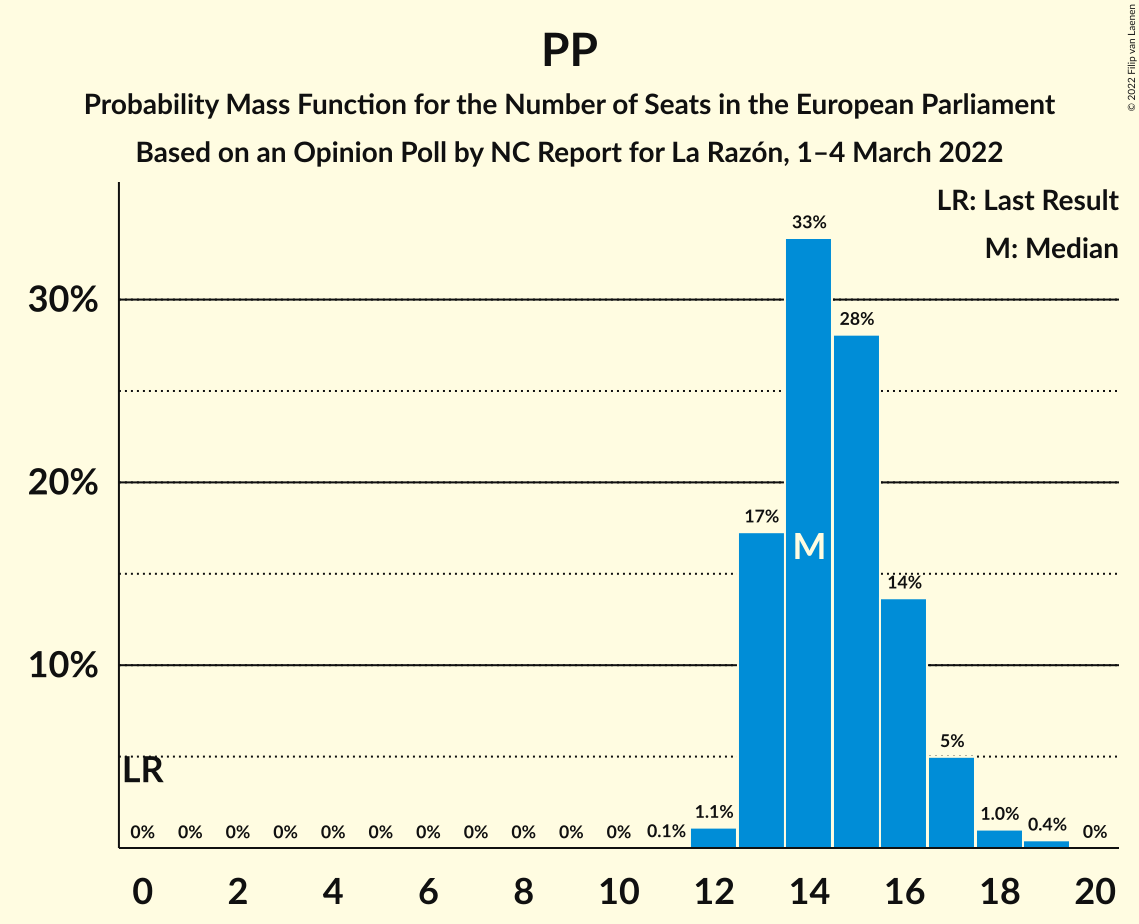 PP
Probability Mass Function for the Number of Seats in the European Parliament
Based on an Opinion Poll by NC Report for La Razón, 1–4 March 2022
© 2022 Filip van Laenen
LR: Last Result
M: Median
33%
30%
28%
20%
17%
M
14%
10%
5%
LR
0% 0% 0% 0% 0% 0% 0% 0% 0% 0% 0% 0.1% 1.1% 1.0% 0.4% 0%
0 2 4 6 8 10 12 14 16 18 20